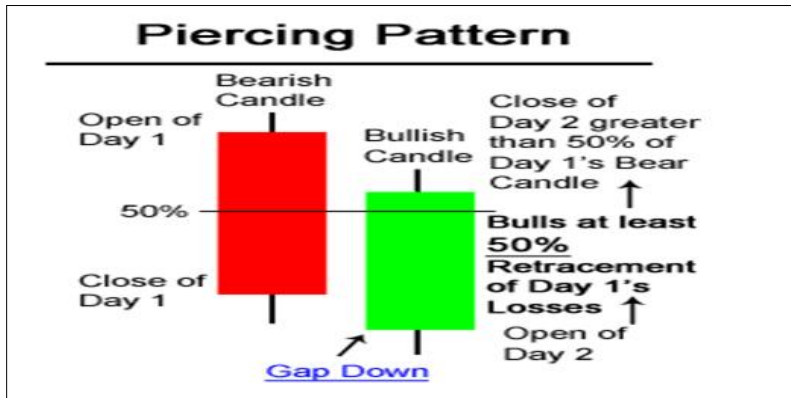 Piercing Pattern
Bearish
Candle
Open of
Day 1
Bullish
Candle
Close of
Day 2 greater
than 50% of
Day 1's Bear
Candle
50%
Bulls at least
50%
Retracement
of Day 1's
Losses
Close of
Day 1
Open of
Day 2
Gap Down